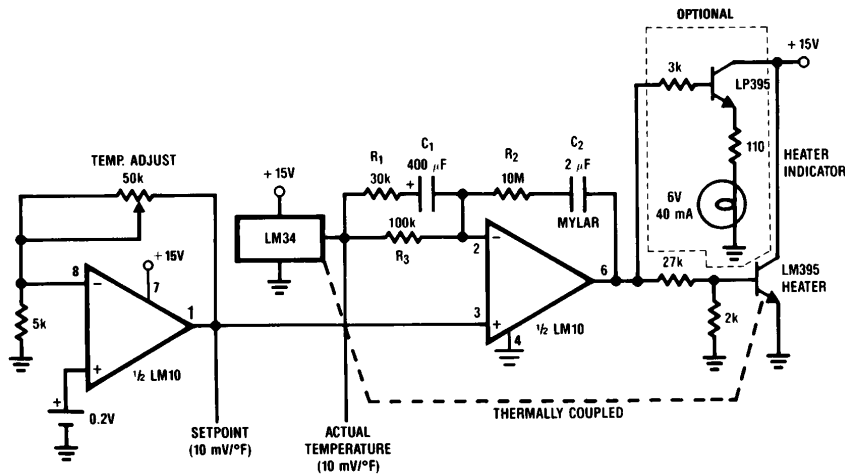 OPTIONAL
+ 15V
3k
LP395
110
HEATER
INDICATOR
6V
40 mA
TEMP. ADJUST
50k
+ 15V
LM34
R1
30k
C1
400 µF
+
R2
10M
C2
2 µF
MYLAR
100k
R3
8
−
+ 15V
7
1
5k
+
½ LM10
+
0.2V
2
−
6
3
+
4
½ LM10
27k
2k
LM395
HEATER
THERMALLY COUPLED
SETPOINT
(10 mV/°F)
ACTUAL
TEMPERATURE
(10 mV/°F)